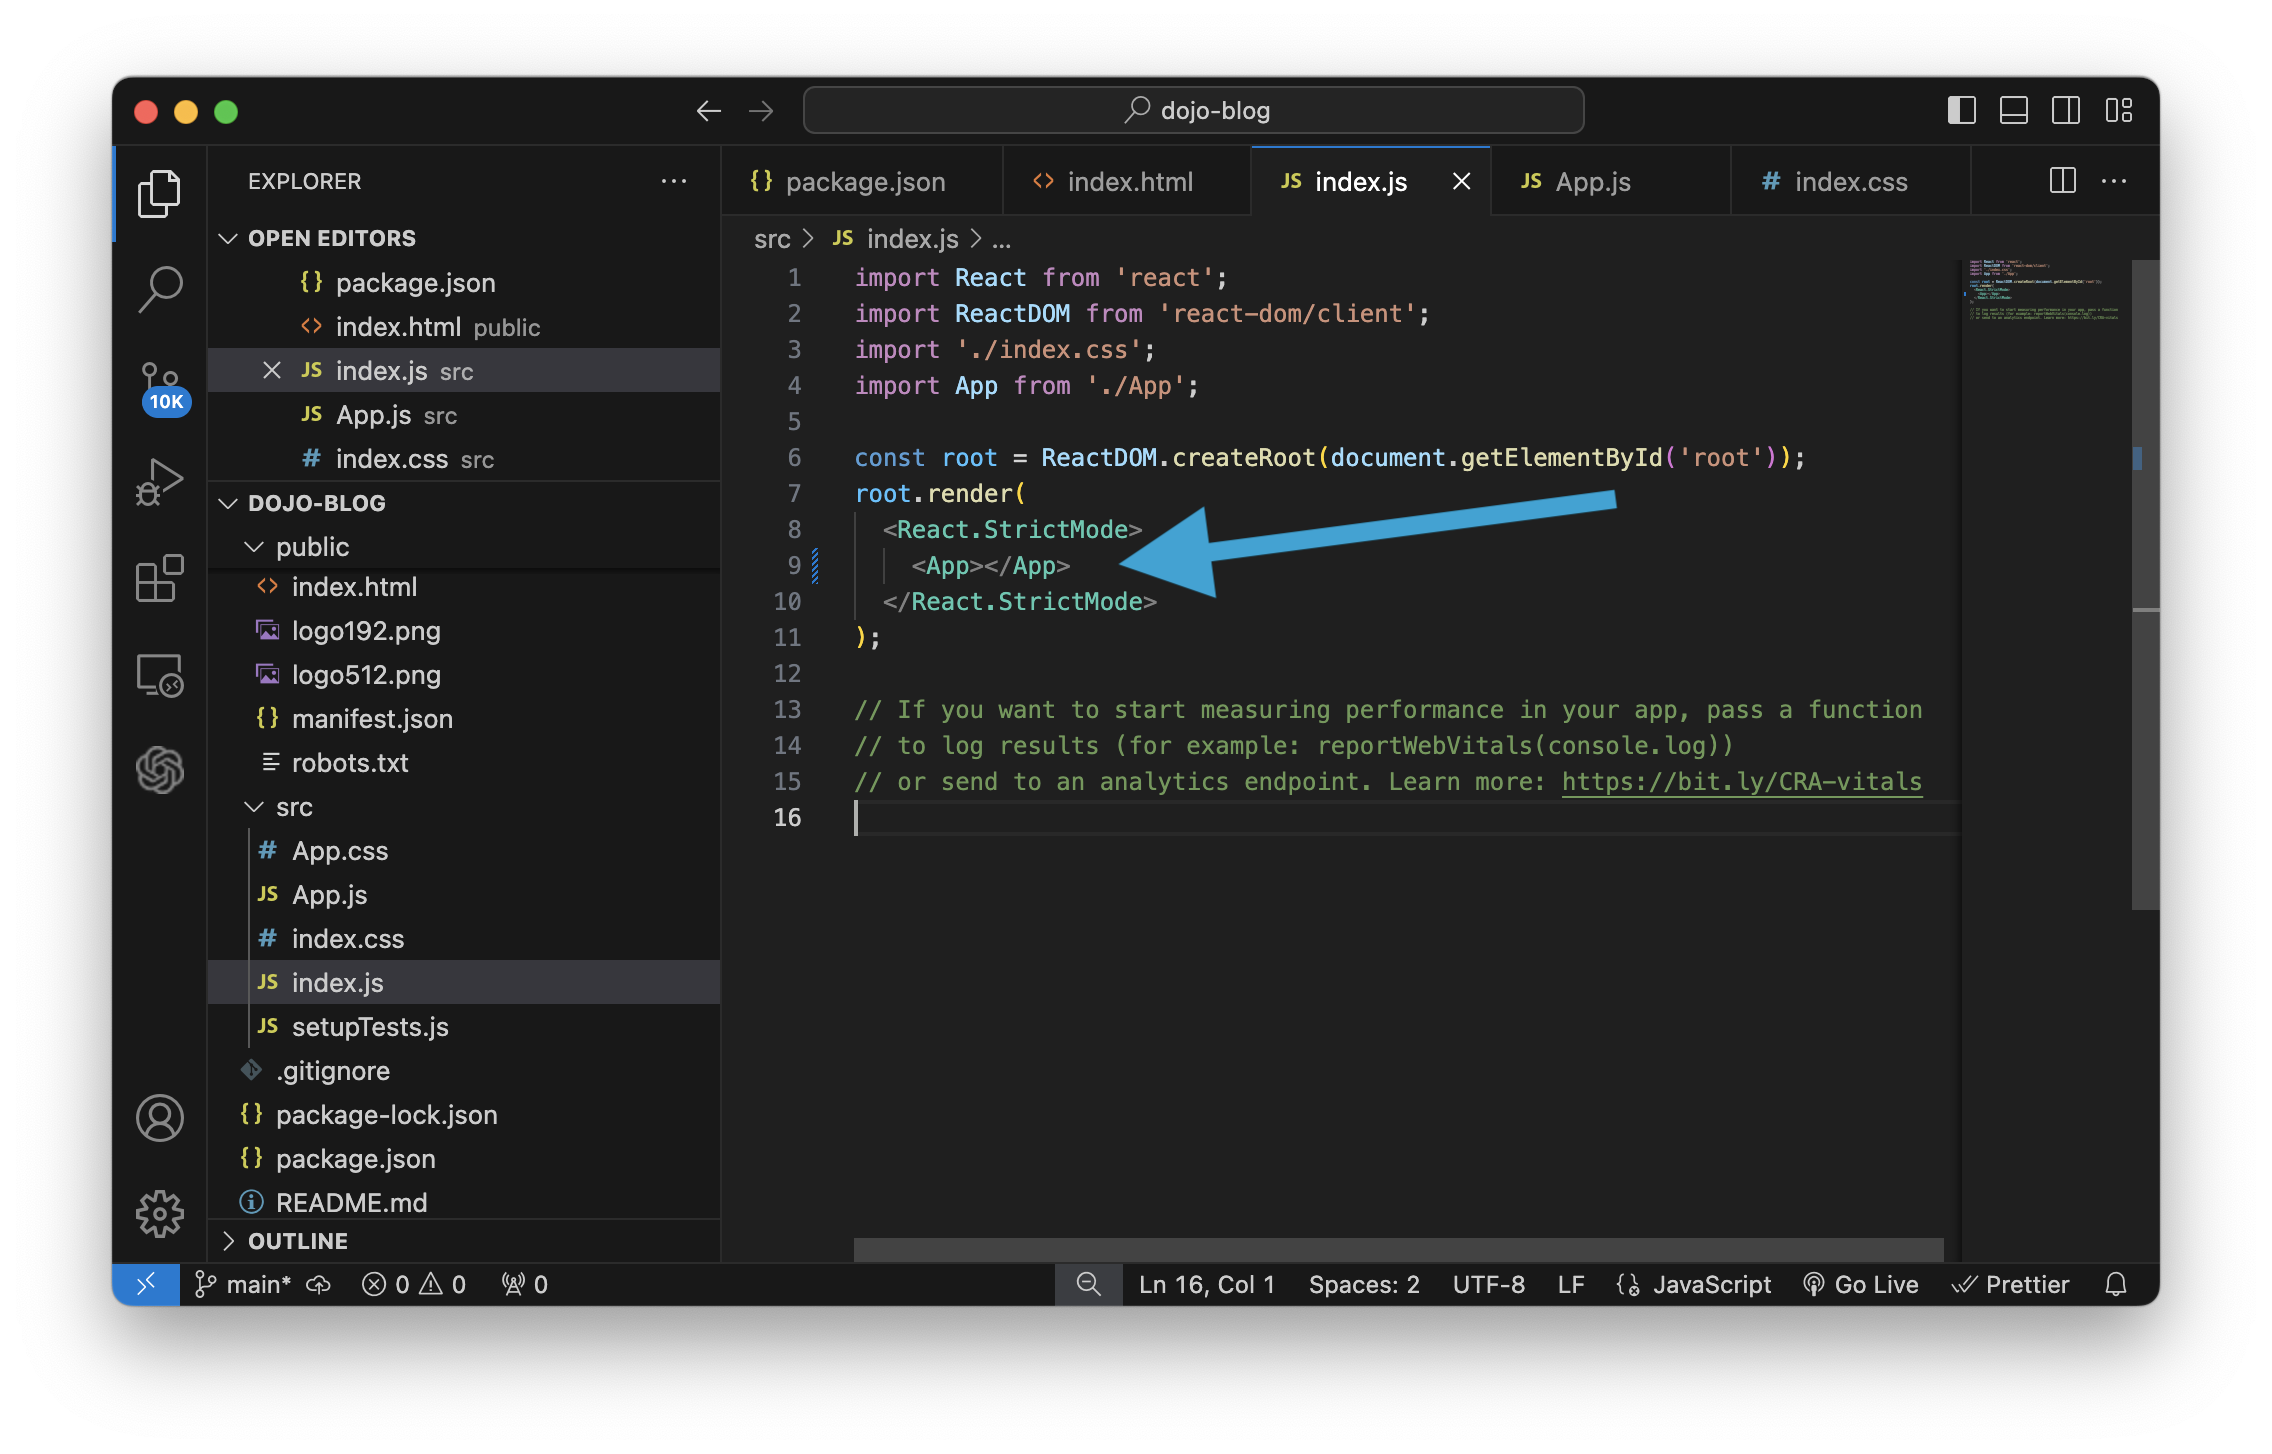 dojo-blog
EXPLORER
OPEN EDITORS
{} package.json
<> index.html public
JS index.js src
JS App.js src
# index.css src
DOJO-BLOG
public
<> index.html
logo192.png
logo512.png
{} manifest.json
robots.txt
src
# App.css
JS App.js
# index.css
JS index.js
JS setupTests.js
.gitignore
{} package-lock.json
{} package.json
README.md
OUTLINE
10K
{} package.json <> index.html JS index.js JS App.js # index.css
src > JS index.js > ...
1 import React from 'react';
2 import ReactDOM from 'react-dom/client';
3 import './index.css';
4 import App from './App';
5
6 const root = ReactDOM.createRoot(document.getElementById('root'));
7 root.render(
8 <React.StrictMode>
9 <App></App>
10 </React.StrictMode>
11 );
12
13 // If you want to start measuring performance in your app, pass a function
14 // to log results (for example: reportWebVitals(console.log))
15 // or send to an analytics endpoint. Learn more: https://bit.ly/CRA-vitals
16
main* 0 0 0 Ln 16, Col 1 Spaces: 2 UTF-8 LF JavaScript Go Live Prettier